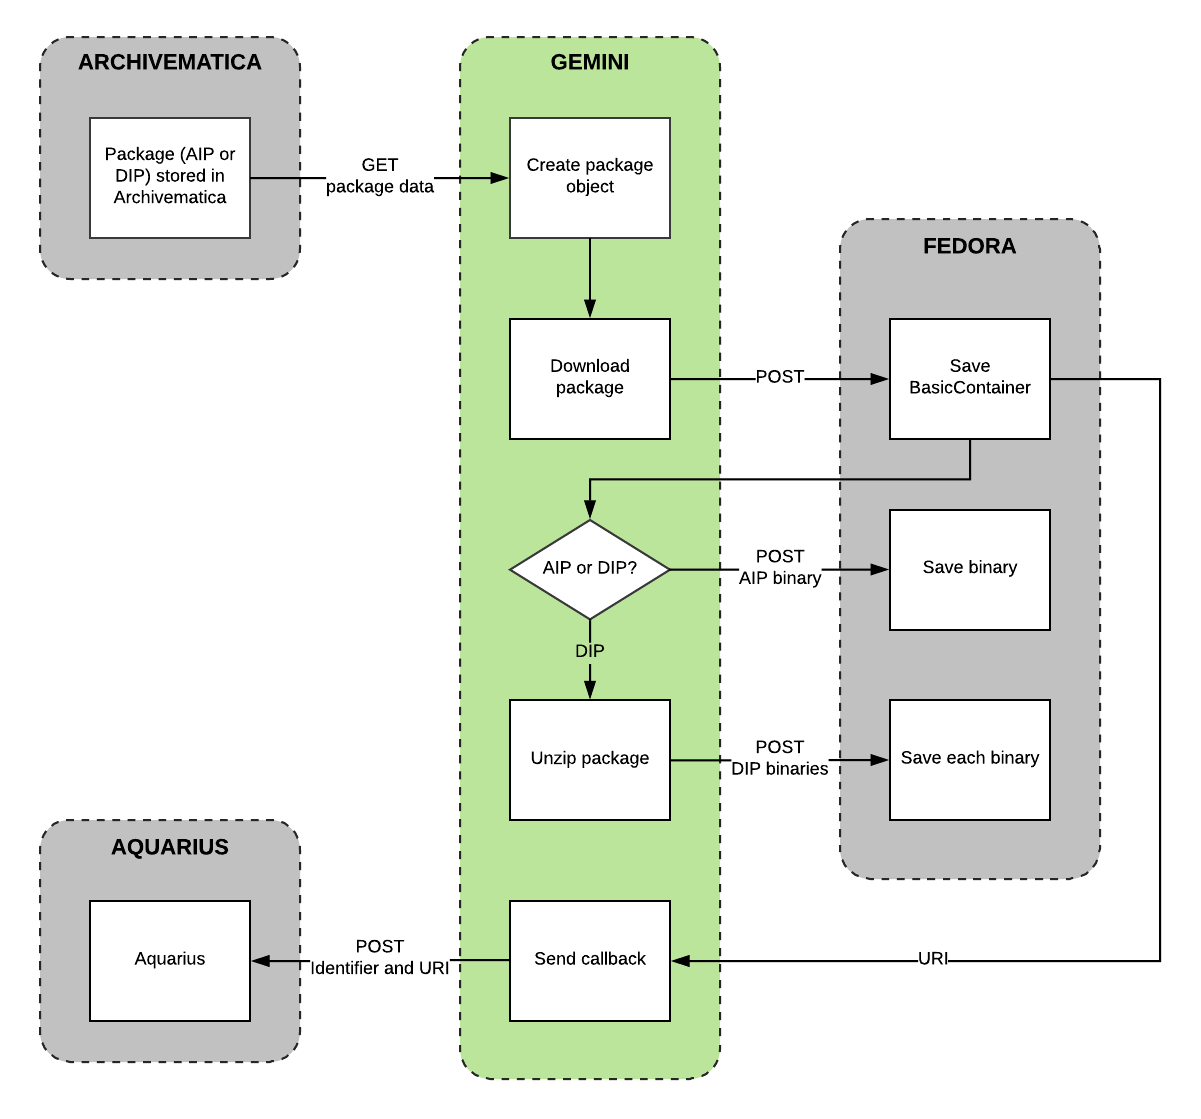 ARCHIVEMATICA
Package (AIP or
DIP) stored in
Archivematica
GET
package data
GEMINI
Create package
object
Download
package
POST
FEDORA
Save
BasicContainer
AIP or DIP?
POST
AIP binary
Save binary
DIP
Unzip package
POST
DIP binaries
Save each binary
AQUARIUS
Aquarius
POST
Identifier and URI
Send callback
URI